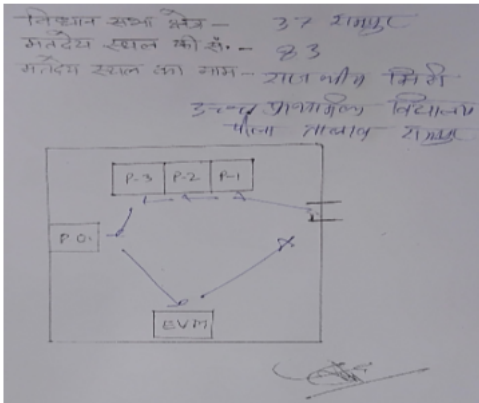 विधान सभा क्षेत्र - 37 रामपुर
मतदेय स्थल की सं. - 83
मतदेय स्थल का नाम - राजकीय
उच्च प्राथमिक विद्यालय
पीला तालाब रामपुर
P-3 P-2 P-1
P.O.
EVM